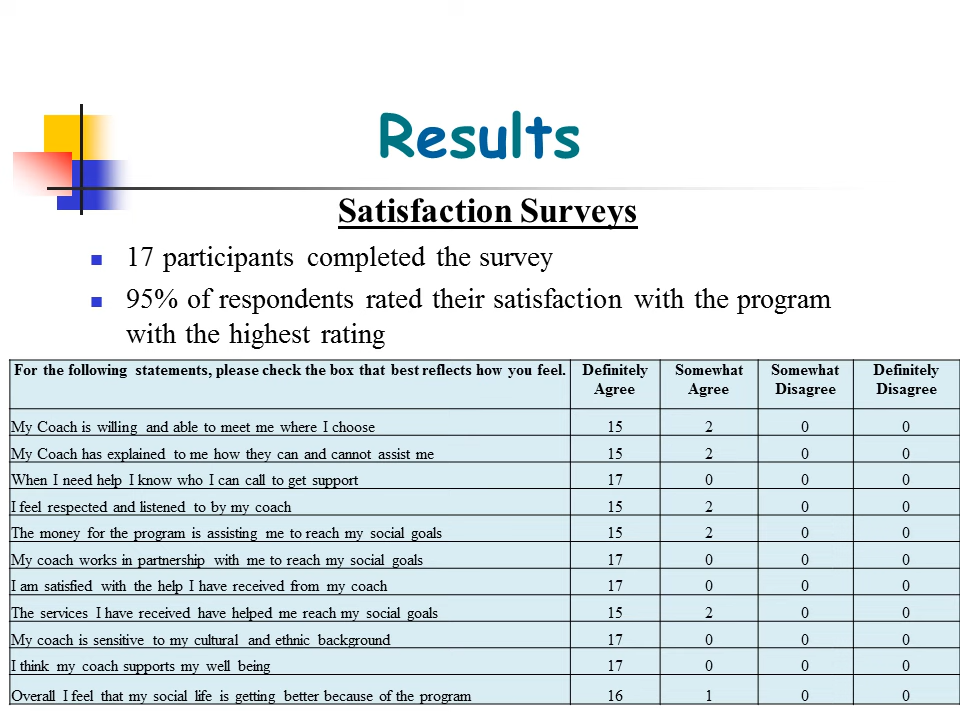 Results
Satisfaction Surveys
17 participants completed the survey
95% of respondents rated their satisfaction with the program
with the highest rating
For the following statements, please check the box that best reflects how you feel. Definitely Agree Somewhat Agree Somewhat Disagree Definitely Disagree
My Coach is willing and able to meet me where I choose 15 2 0 0
My Coach has explained to me how they can and cannot assist me 15 2 0 0
When I need help I know who I can call to get support 17 0 0 0
I feel respected and listened to by my coach 15 2 0 0
The money for the program is assisting me to reach my social goals 15 2 0 0
My coach works in partnership with me to reach my social goals 17 0 0 0
I am satisfied with the help I have received from my coach 17 0 0 0
The services I have received have helped me reach my social goals 15 2 0 0
My coach is sensitive to my cultural and ethnic background 17 0 0 0
I think my coach supports my well being 17 0 0 0
Overall I feel that my social life is getting better because of the program 16 1 0 0